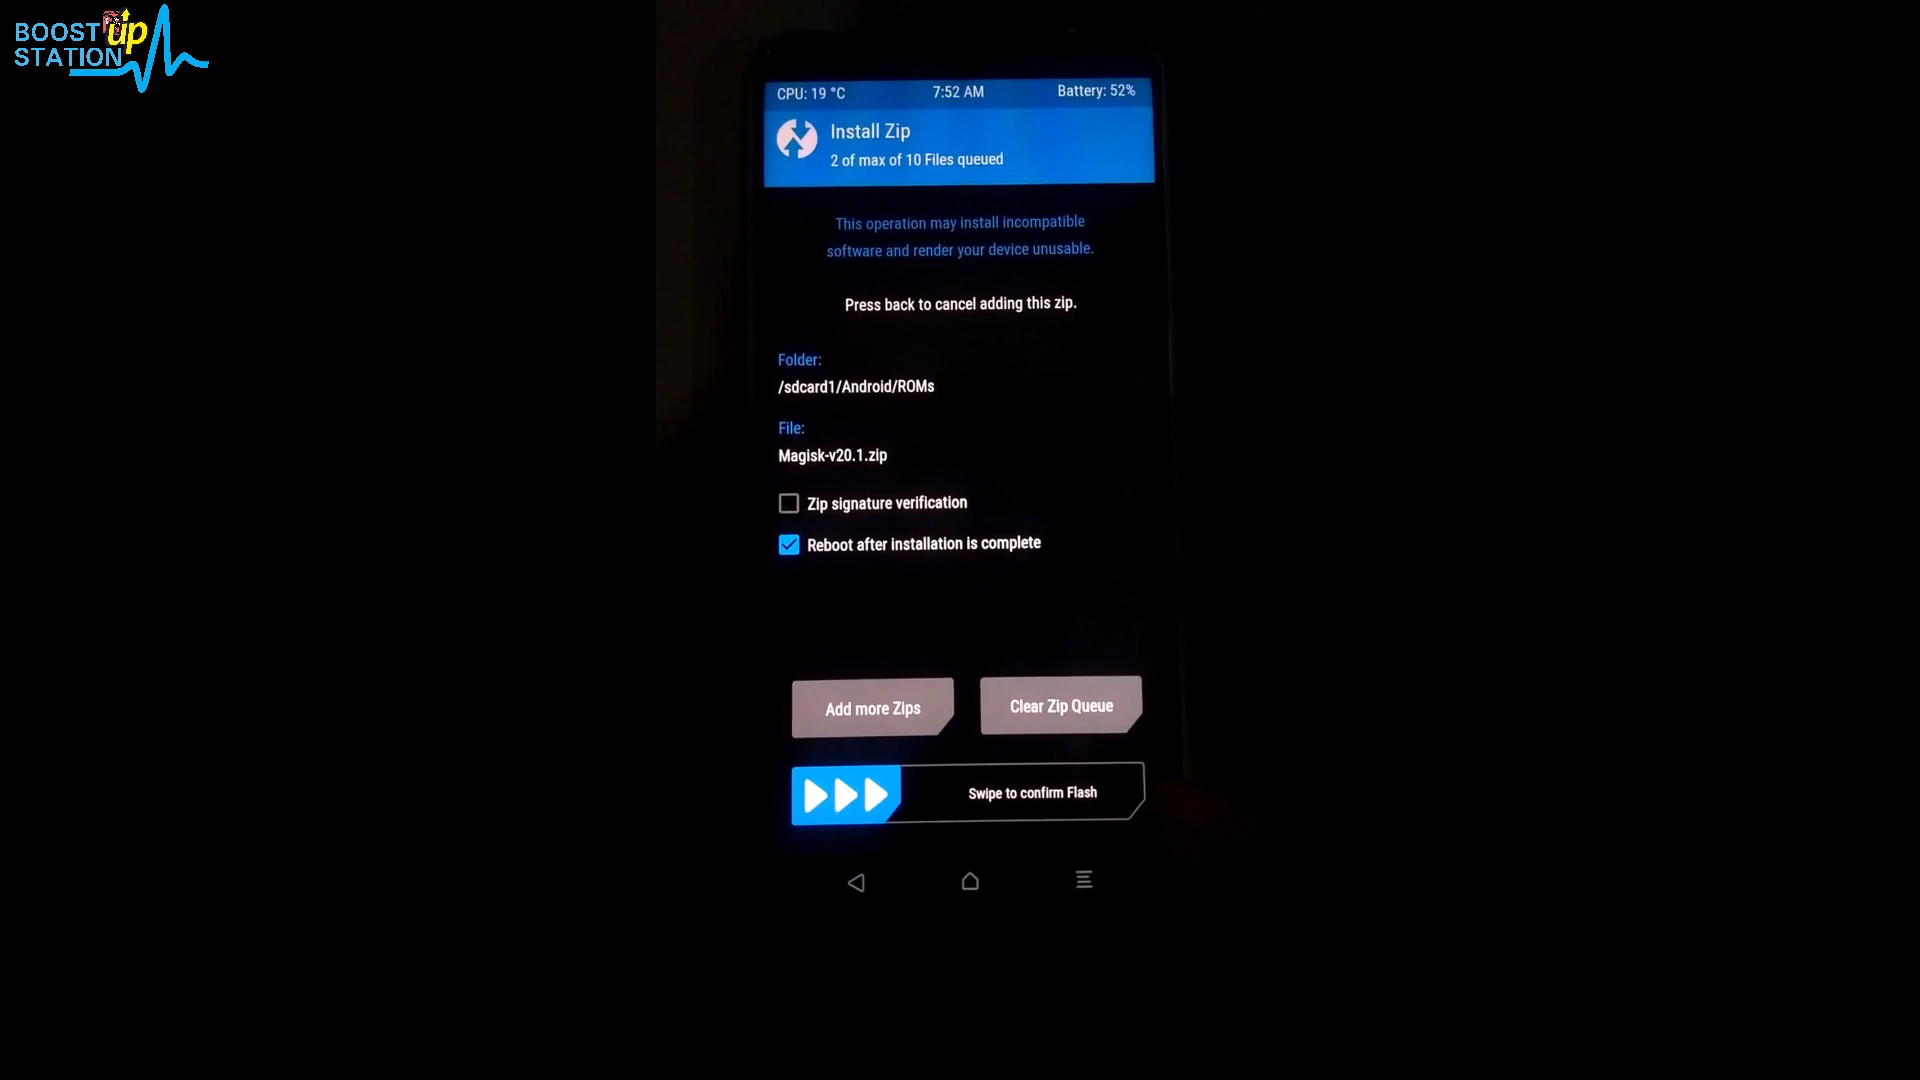 BOOST up
STATION
CPU: 19 °C 7:52 AM Battery: 52%
Install Zip
2 of max of 10 Files queued
This operation may install incompatible
software and render your device unusable.
Press back to cancel adding this zip.
Folder:
/sdcard1/Android/ROMs
File:
Magisk-v20.1.zip
Zip signature verification
Reboot after installation is complete
Add more Zips Clear Zip Queue
Swipe to confirm Flash